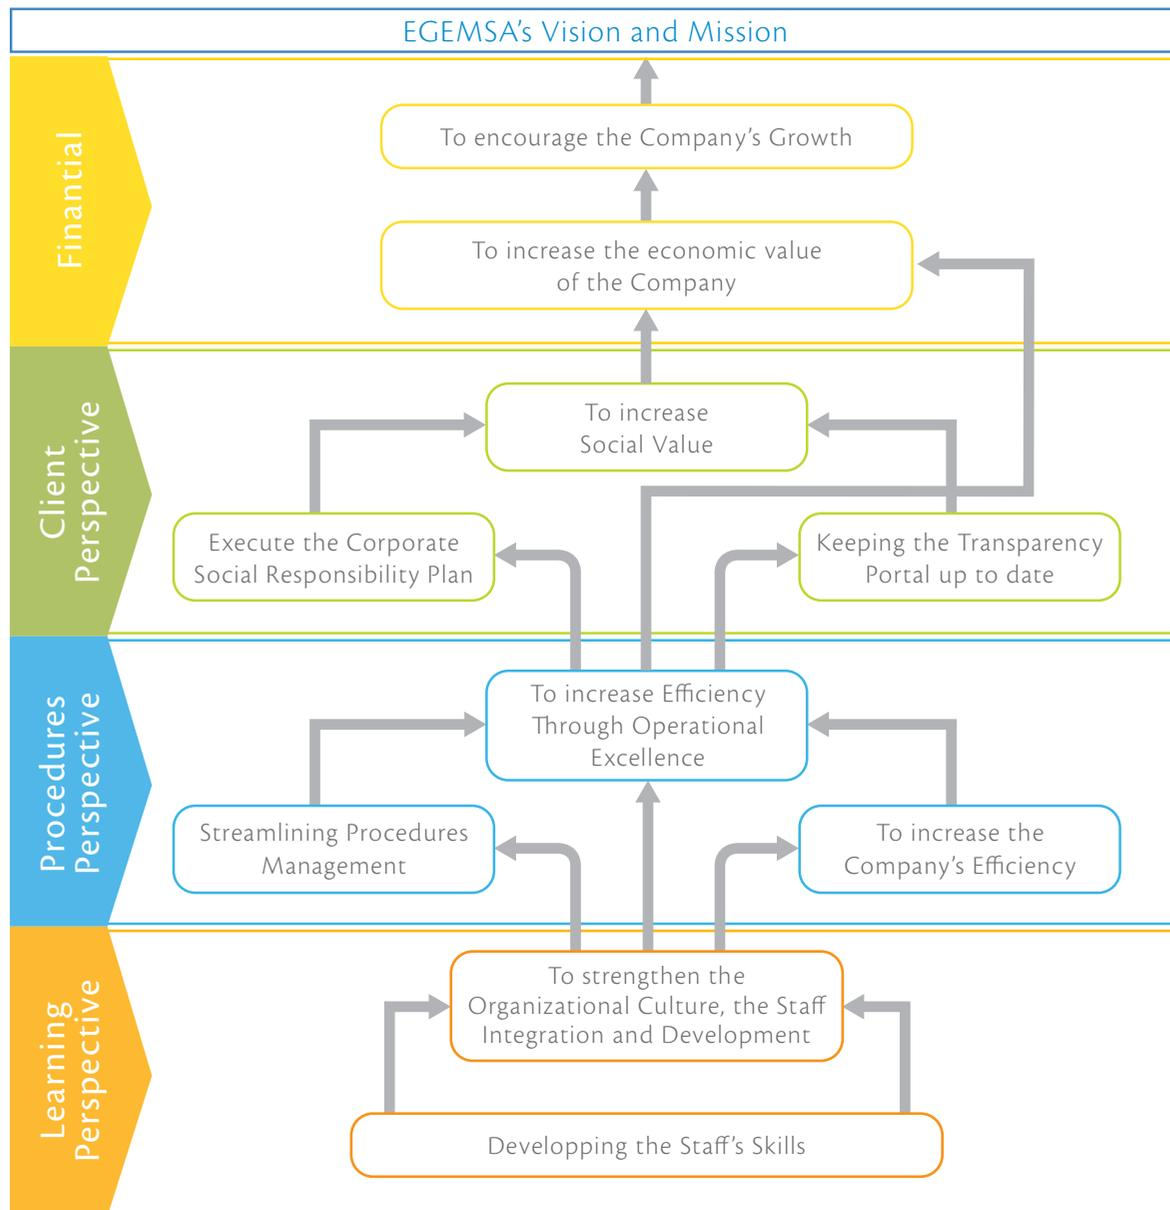 EGEMSA's Vision and Mission
Finantial
To encourage the Company's Growth
To increase the economic value
of the Company
Client
Perspective
To increase
Social Value
Execute the Corporate
Social Responsibility Plan
Keeping the Transparency
Portal up to date
Procedures
Perspective
To increase Efficiency
Through Operational
Excellence
Streamlining Procedures
Management
To increase the
Company's Efficiency
Learning
Perspective
To strengthen the
Organizational Culture, the Staff
Integration and Development
Developping the Staff's Skills